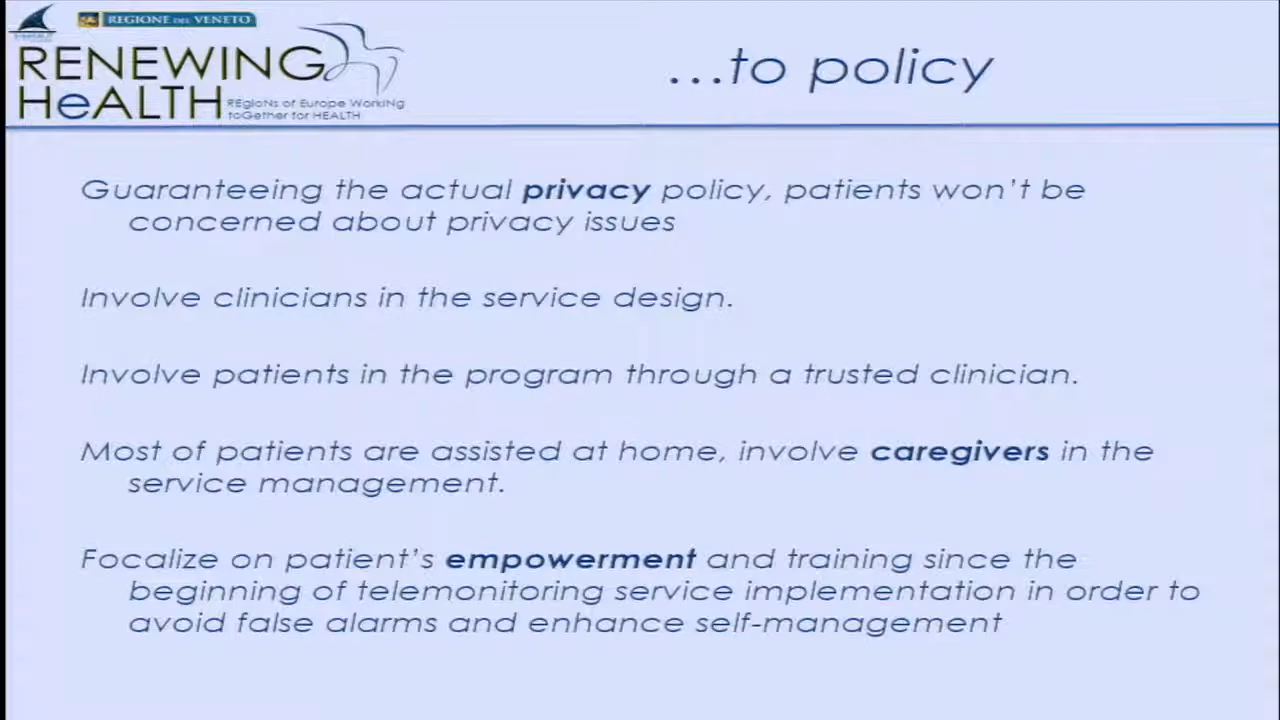 REGIONE DEL VENETO
RENEWING
HeALTH
REgioNs of Europe WorkiNg
toGether for HEALTH
...to policy
Guaranteeing the actual privacy policy, patients won't be
concerned about privacy issues
Involve clinicians in the service design.
Involve patients in the program through a trusted clinician.
Most of patients are assisted at home, involve caregivers in the
service management.
Focalize on patient's empowerment and training since the
beginning of telemonitoring service implementation in order to
avoid false alarms and enhance self-management